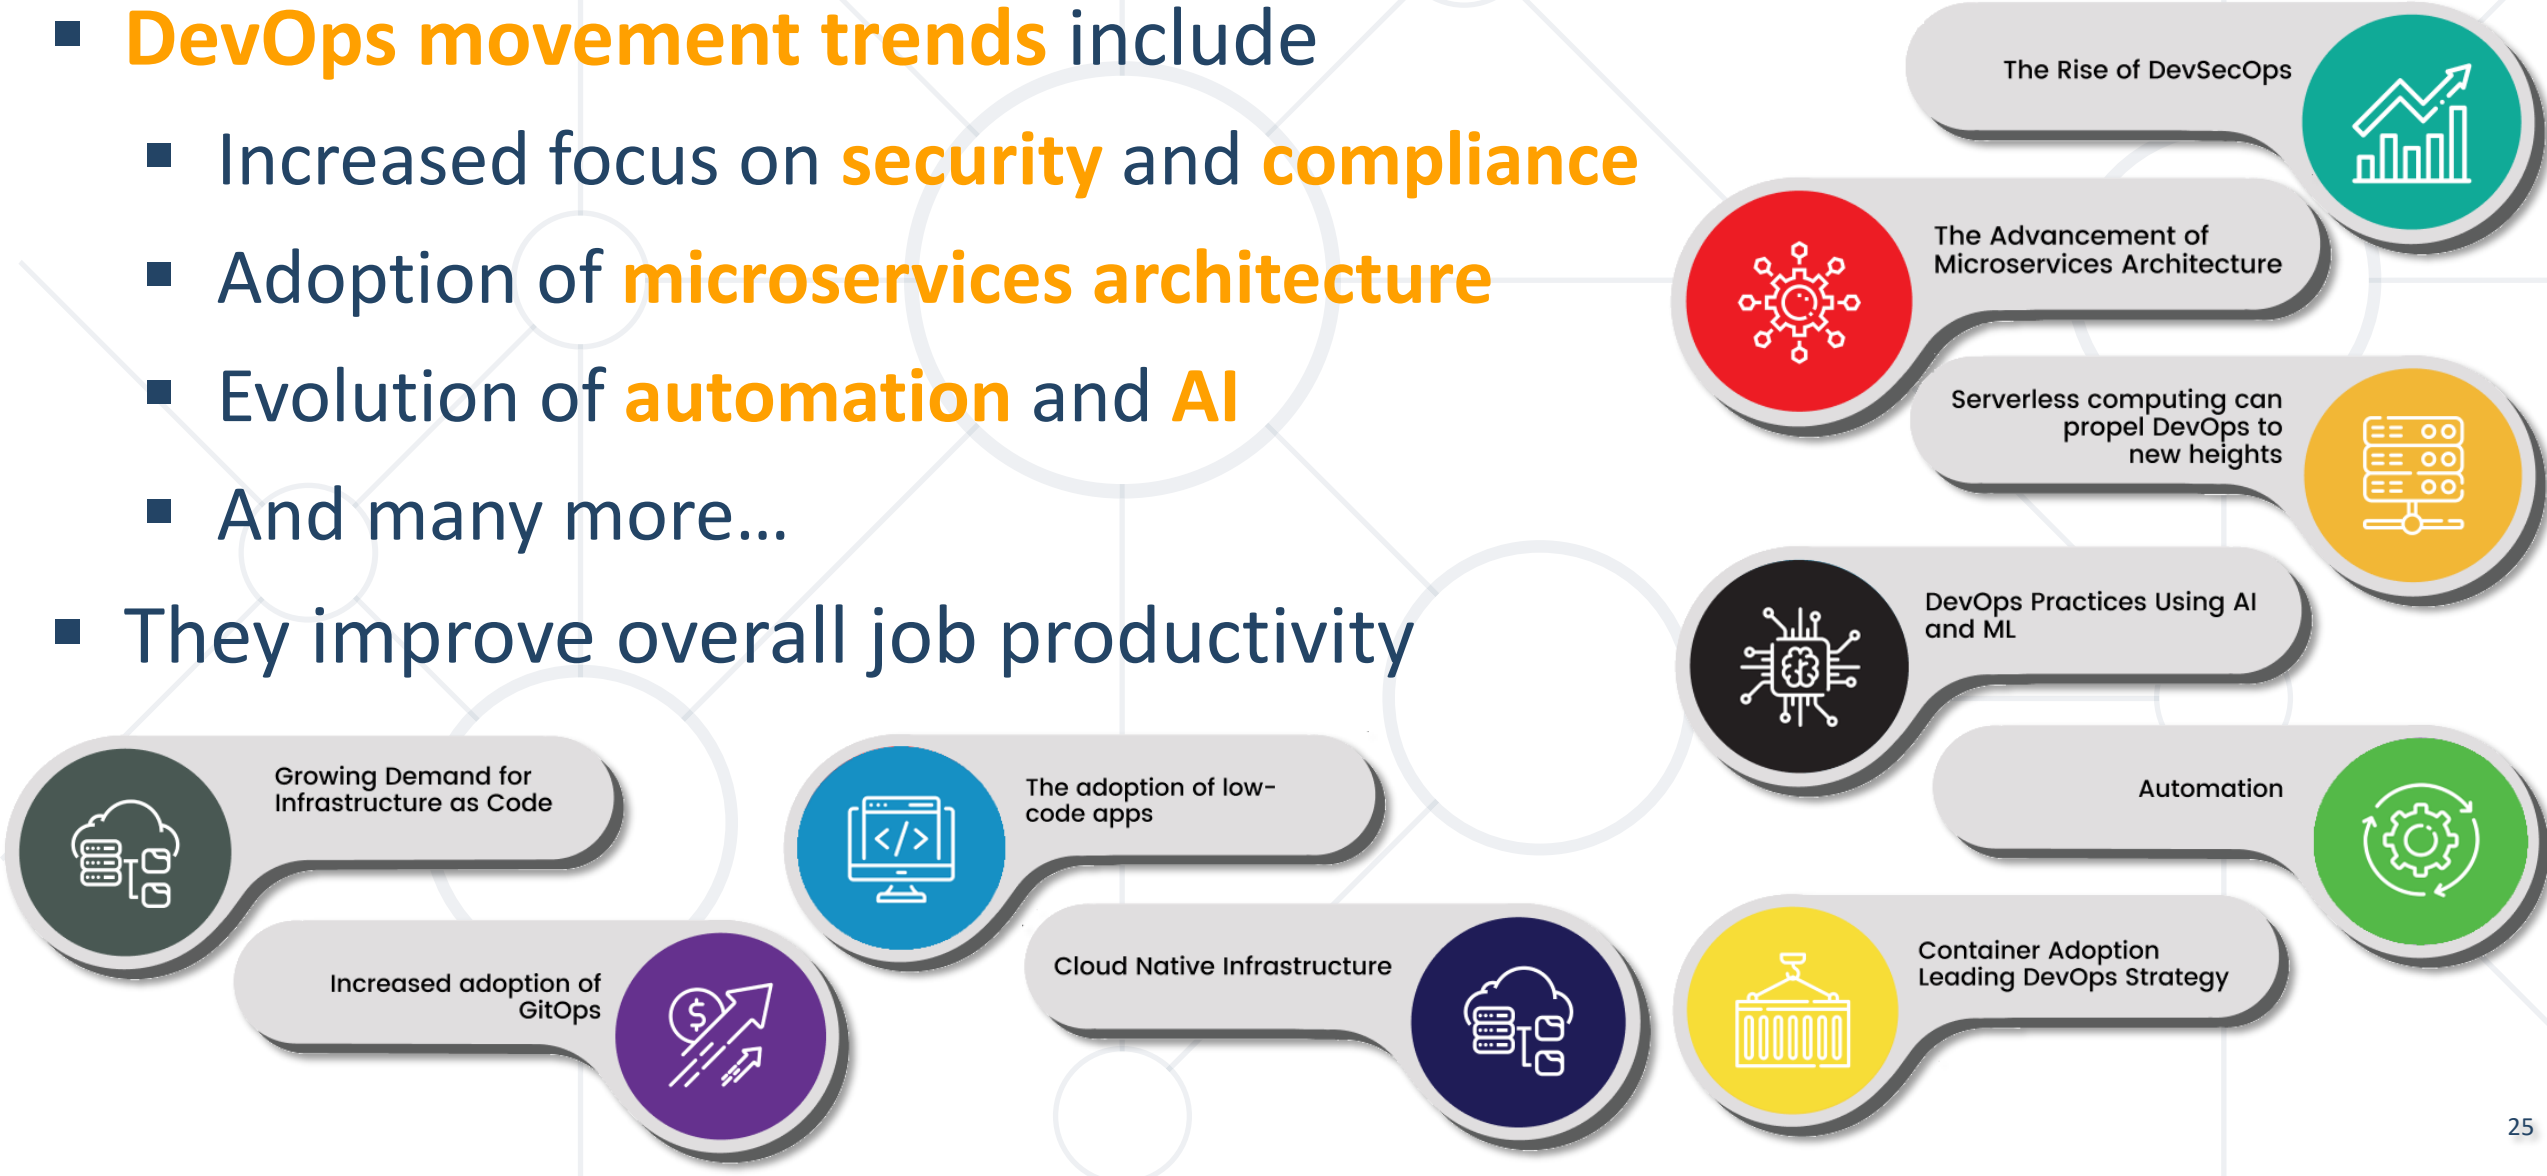 ▪ DevOps movement trends include
▪ Increased focus on security and compliance
▪ Adoption of microservices architecture
▪ Evolution of automation and AI
▪ And many more…
▪ They improve overall job productivity
The Rise of DevSecOps
The Advancement of
Microservices Architecture
Serverless computing can
propel DevOps to
new heights
DevOps Practices Using AI
and ML
Automation
Container Adoption
Leading DevOps Strategy
Growing Demand for
Infrastructure as Code
Increased adoption of
GitOps
The adoption of low-
code apps
</>
Cloud Native Infrastructure
$
25